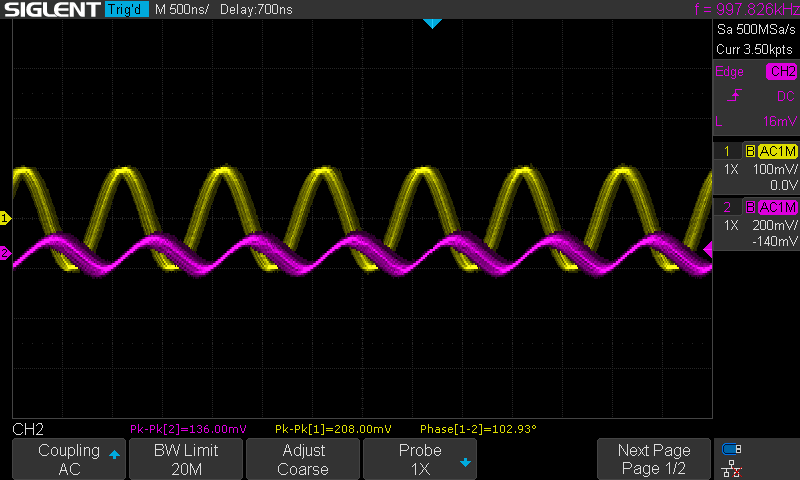 SIGLENT Trig'd M 500ns/ Delay:700ns f = 997.826kHz
Sa 500MSa/s
Curr 3.50kpts
Edge CH2
DC
L 16mV
1 B AC1M
1X 100mV/
0.0V
2 B AC1M
1X 200mV/
-140mV
1
2
CH2 Pk-Pk[2]=136.00mV Pk-Pk[1]=208.00mV Phase[1-2]=102.93°
Coupling
AC
BW Limit
20M
Adjust
Coarse
Probe
1X
Next Page
Page 1/2